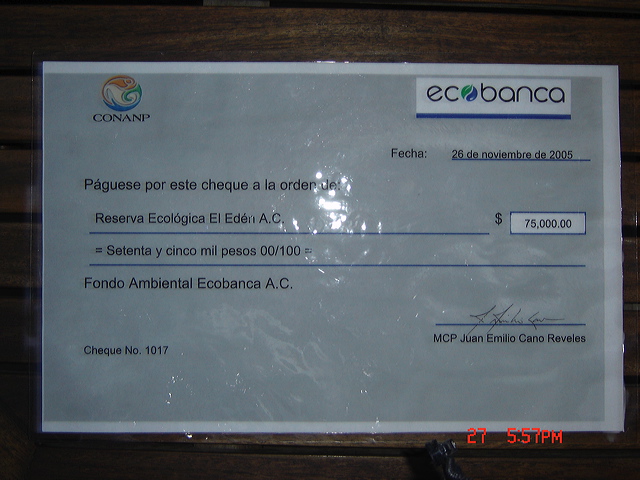 CONANP
ecobanca
Fecha: 26 de noviembre de 2005
Páguese por este cheque a la orden de:
Reserva Ecológica El Edén A.C. $ 75,000.00
= Setenta y cinco mil pesos 00/100 =
Fondo Ambiental Ecobanca A.C.
MCP Juan Emilio Cano Reveles
Cheque No. 1017
27 5:57PM